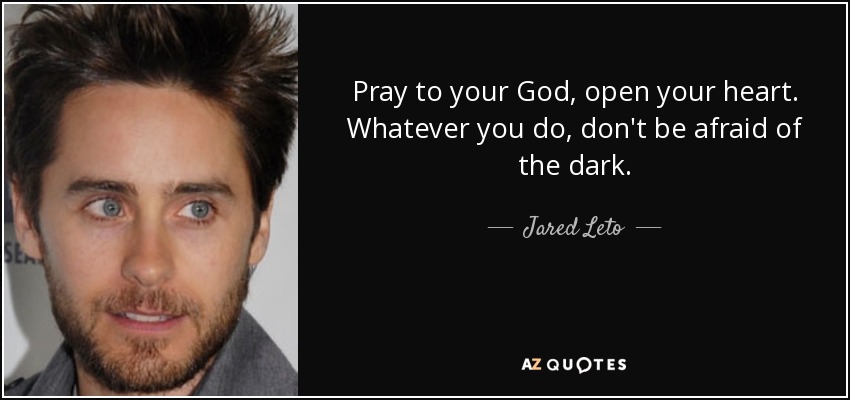 Pray to your God, open your heart.
Whatever you do, don't be afraid of
the dark.
Jared Leto
AZ QUOTES